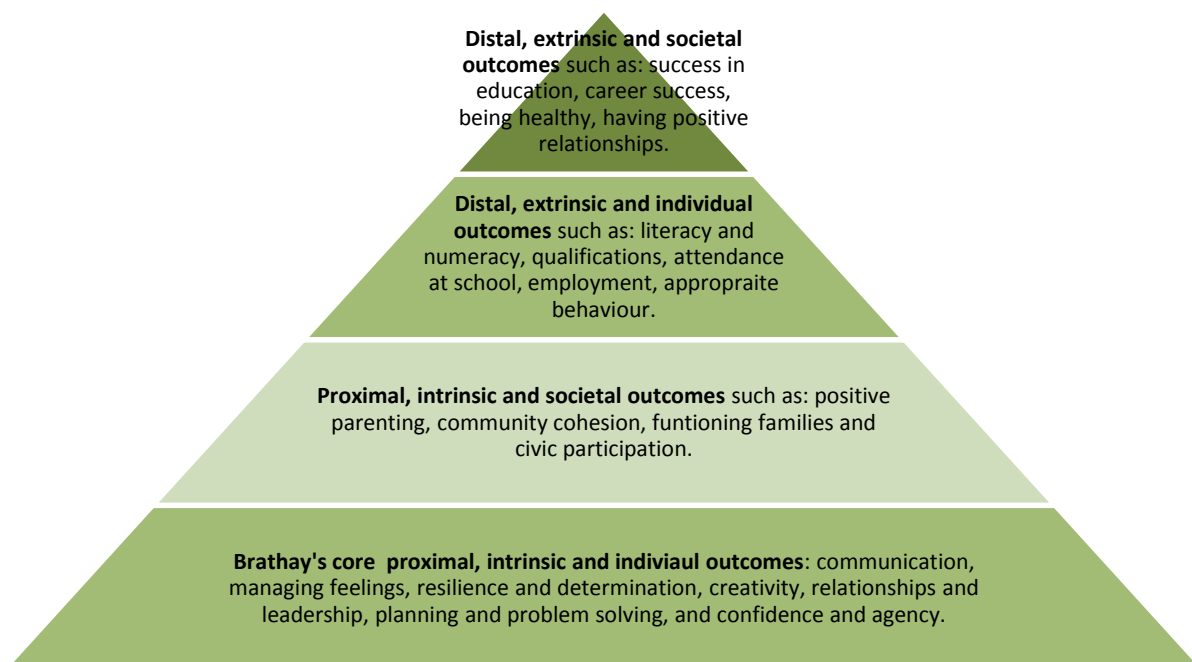 Distal, extrinsic and societal
outcomes such as: success in
education, career success,
being healthy, having positive
relationships.
Distal, extrinsic and individual
outcomes such as: literacy and
numeracy, qualifications, attendance
at school, employment, appropraite
behaviour.
Proximal, intrinsic and societal outcomes such as: positive
parenting, community cohesion, funtioning families and
civic participation.
Brathay's core  proximal, intrinsic and indiviaul outcomes: communication,
managing feelings, resilience and determination, creativity, relationships and
leadership, planning and problem solving, and confidence and agency.